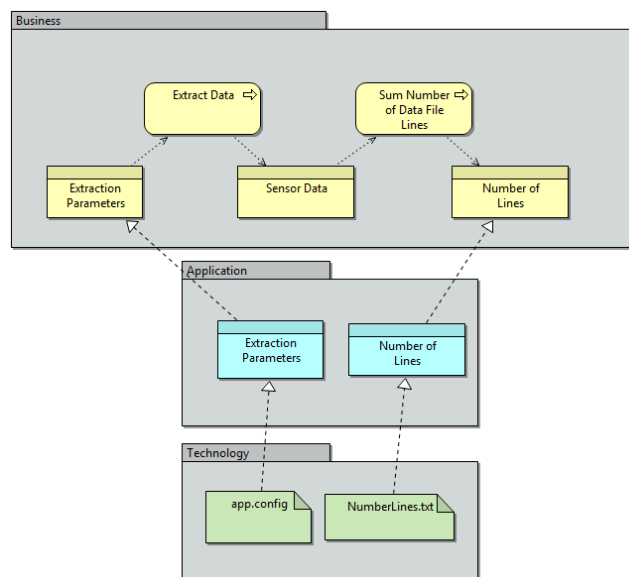 Business
Extract Data
Sum Number
of Data File
Lines
Extraction
Parameters
Sensor Data
Number of
Lines
Application
Extraction
Parameters
Number of
Lines
Technology
app.config
NumberLines.txt